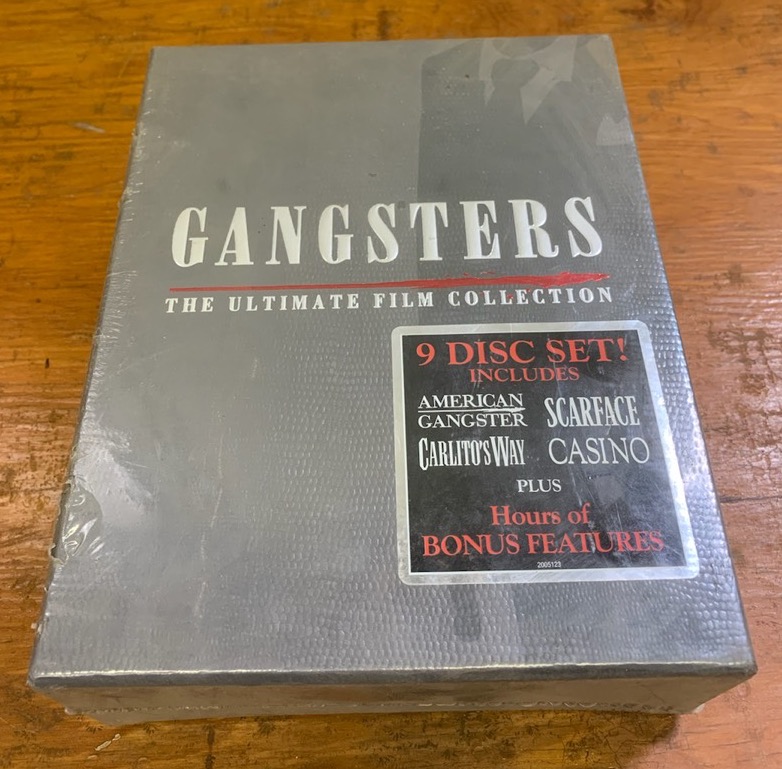 GANGSTERS
THE ULTIMATE FILM COLLECTION
9 DISC SET!
INCLUDES
AMERICAN
GANGSTER
SCARFACE
CARLITO'S WAY
CASINO
PLUS
Hours of
BONUS FEATURES
2005123